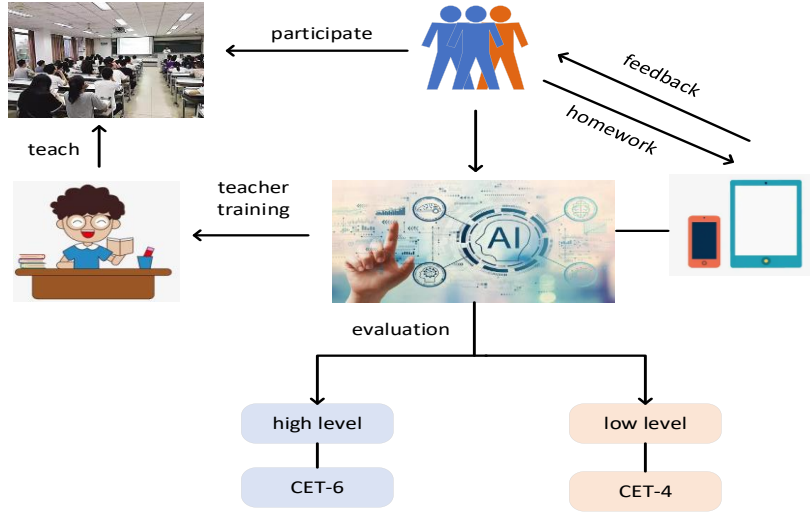 participate
feedback
homework
teach
teacher
training
AI
evaluation
high level
low level
CET-6
CET-4